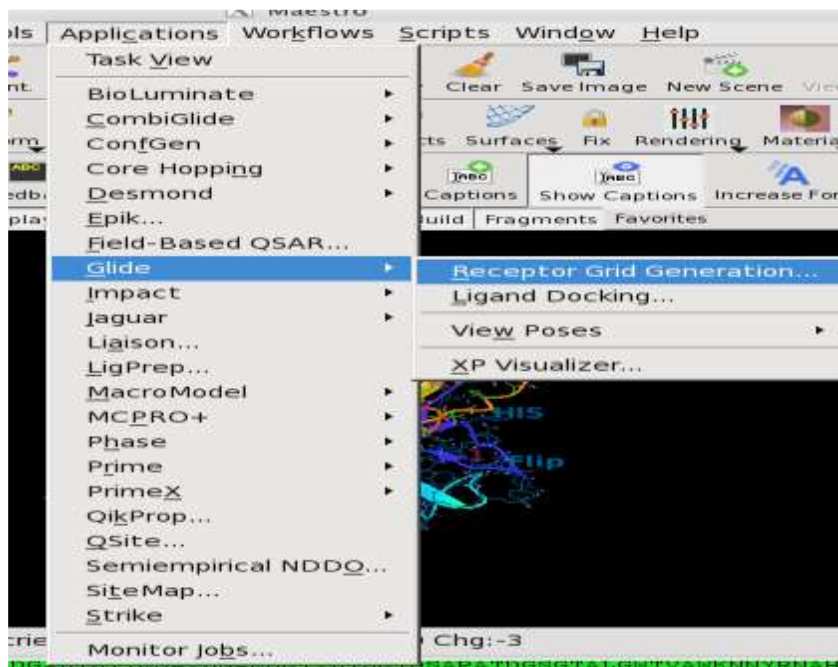 Maestro
Applications Workflows Scripts Window Help
Task View
Clear Save Image New Scene
BioLuminate
CombiGlide
ConfGen
Surfaces Fix Rendering
Core Hopping
Captions Show Captions Increase
Desmond
Epik...
Fragments Favorites
Field-Based QSAR...
Glide
Receptor Grid Generation...
Impact
Ligand Docking...
Jaguar
View Poses
Liaison...
LigPrep...
XP Visualizer...
MacroModel
MCPRO+
HIS
Phase
Prime
Flip
PrimeX
QikProp...
QSite...
Semiempirical NDDO...
SiteMap...
Strike
Monitor Jobs...
Chg:-3